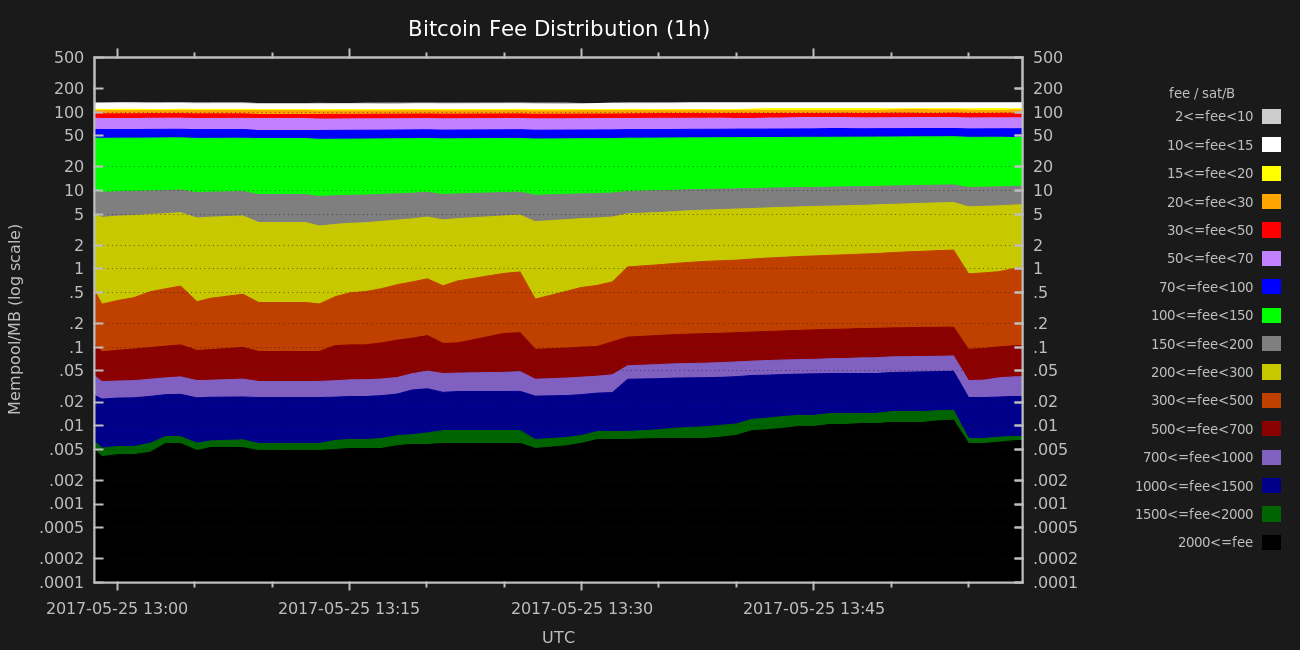 Bitcoin Fee Distribution (1h)
500
200
100
50
20
10
5
2
1
.5
.2
.1
.05
.02
.01
.005
.002
.001
.0005
.0002
.0001
Mempool/MB (log scale)
500
200
100
50
20
10
5
2
1
.5
.2
.1
.05
.02
.01
.005
.002
.001
.0005
.0002
.0001
2017-05-25 13:00
2017-05-25 13:15
2017-05-25 13:30
2017-05-25 13:45
UTC
fee / sat/B
2<=fee<10
10<=fee<15
15<=fee<20
20<=fee<30
30<=fee<50
50<=fee<70
70<=fee<100
100<=fee<150
150<=fee<200
200<=fee<300
300<=fee<500
500<=fee<700
700<=fee<1000
1000<=fee<1500
1500<=fee<2000
2000<=fee